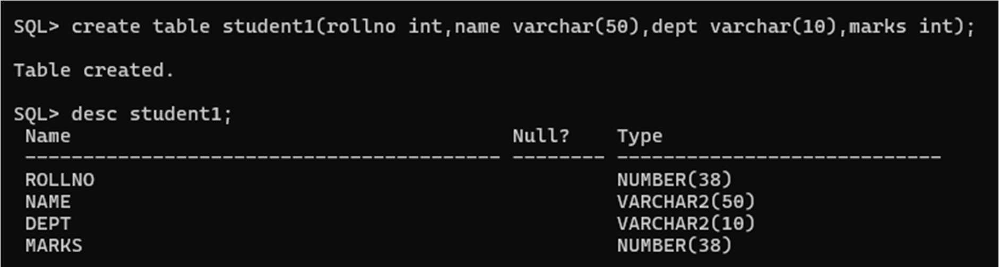 SQL> create table student1(rollno int,name varchar(50),dept varchar(10),marks int);
Table created.
SQL> desc student1;
Name Null? Type
----------------------------------------- -------- ----------------------------
ROLLNO NUMBER(38)
NAME VARCHAR2(50)
DEPT VARCHAR2(10)
MARKS NUMBER(38)